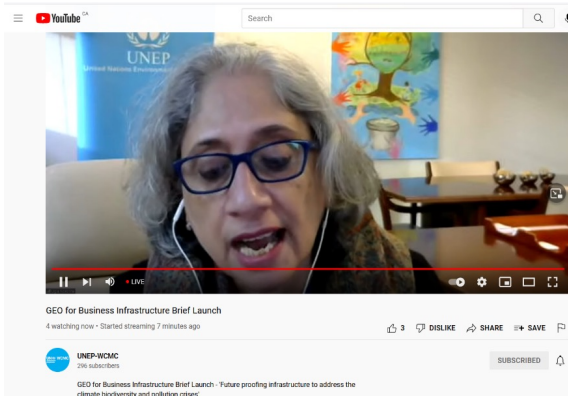 YouTube CA
Search
UNEP
United Nations Environment
LIVE
GEO for Business Infrastructure Brief Launch
4 watching now • Started streaming 7 minutes ago
3 DISLIKE SHARE SAVE
UNEP-WCMC
296 subscribers
SUBSCRIBED
GEO for Business Infrastructure Brief Launch - 'Future proofing infrastructure to address the
climate biodiversity and pollution crises'